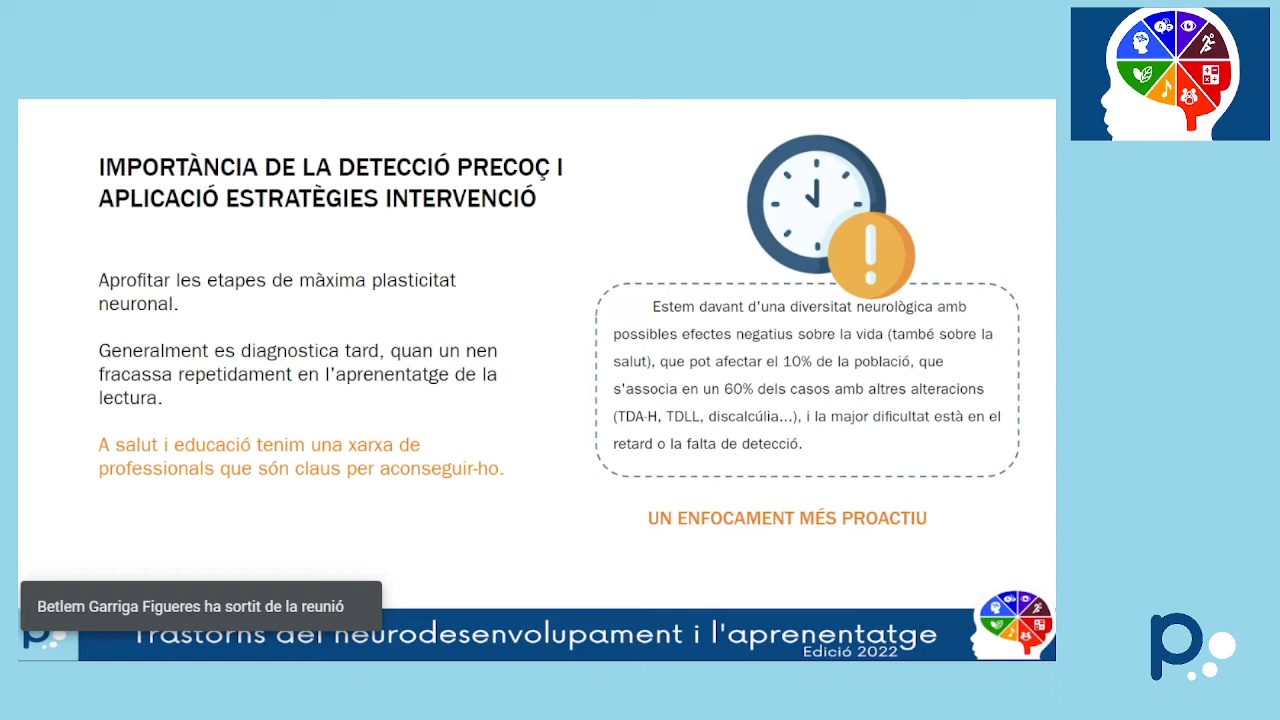 IMPORTÀNCIA DE LA DETECCIÓ PRECOÇ I
APLICACIÓ ESTRATÈGIES INTERVENCIÓ
Aprofitar les etapes de màxima plasticitat
neuronal.
Generalment es diagnostica tard, quan un nen
fracassa repetidament en l'aprenentatge de la
lectura.
A salut i educació tenim una xarxa de
professionals que són claus per aconseguir-ho.
Estem davant d'una diversitat neurològica amb
possibles efectes negatius sobre la vida (també sobre la
salut), que pot afectar el 10% de la població, que
s'associa en un 60% dels casos amb altres alteracions
(TDA-H, TDLL, discalcúlia...), i la major dificultat està en el
retard o la falta de detecció.
UN ENFOCAMENT MÉS PROACTIU
Betlem Garriga Figueres ha sortit de la reunió
Trastorns del neurodesenvolupament i l'aprenentatge
Edició 2022